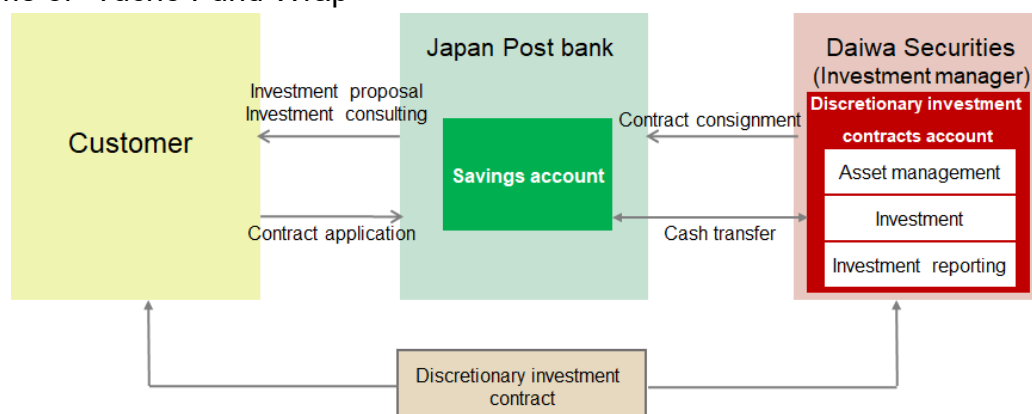 Japan Post bank
Daiwa Securities
(Investment manager)
Investment proposal
Investment consulting
Contract consignment
Discretionary investment
contracts account
Customer
Savings account
Asset management
Contract application
Cash transfer
Investment
Investment reporting
Discretionary investment
contract